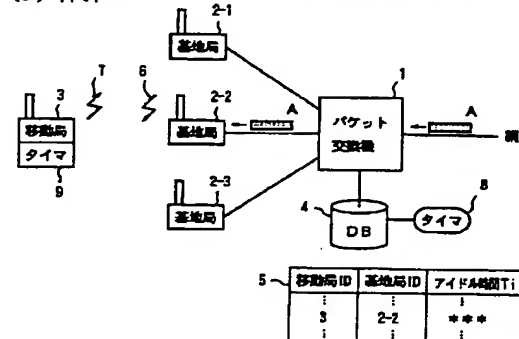 2-1
基地局
T 6
3 2-2 1
移動局 基地局 A パケット A
タイマ 交換機 網
9
2-3
基地局 4 8
DB タイマ
5 移動局ID 基地局ID アイドル時間Ti
3 2-2 ***